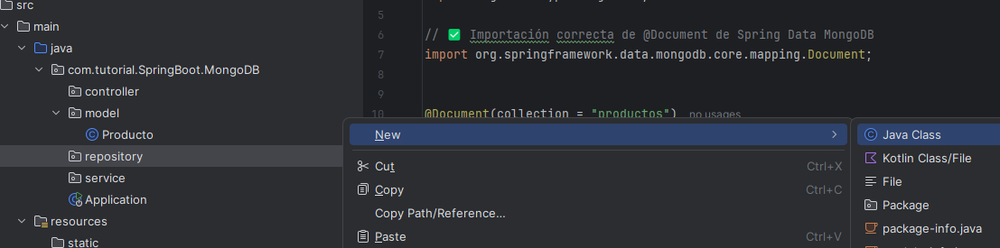 src
main
java
com.tutorial.SpringBoot.MongoDB
controller
model
Producto
repository
service
Application
resources
static
5
6 // ✅ Importación correcta de @Document de Spring Data MongoDB
7 import org.springframework.data.mongodb.core.mapping.Document;
8
9
10 @Document(collection = "productos") no usages
New
Cut Ctrl+X
Copy Ctrl+C
Copy Path/Reference...
Paste Ctrl+V
Java Class
Kotlin Class/File
File
Package
package-info.java